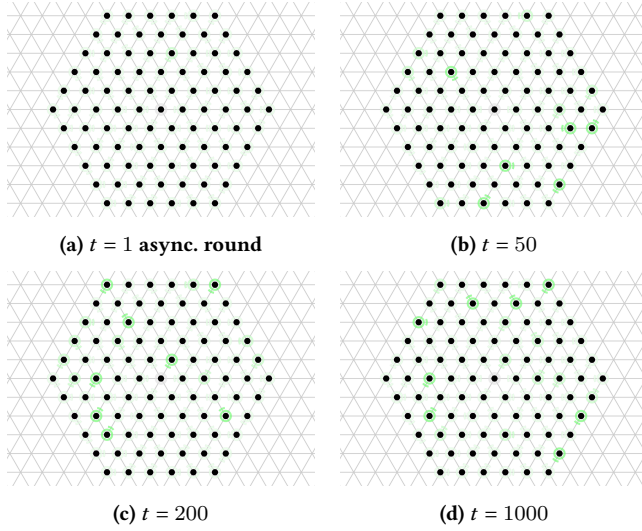 (a) t = 1 async. round
(b) t = 50
(c) t = 200
(d) t = 1000